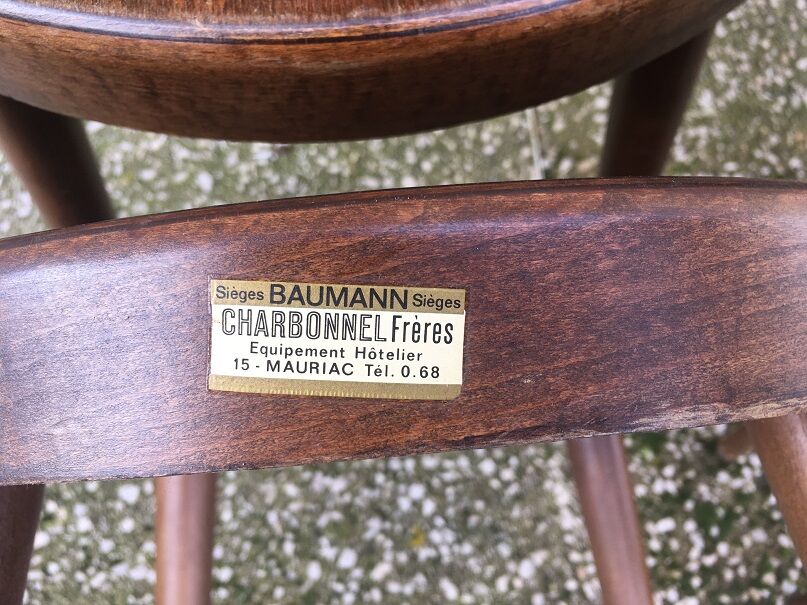 Sièges BAUMANN Sièges
CHARBONNEL Frères
Equipement Hôtelier
15 - MAURIAC Tél. 0.68